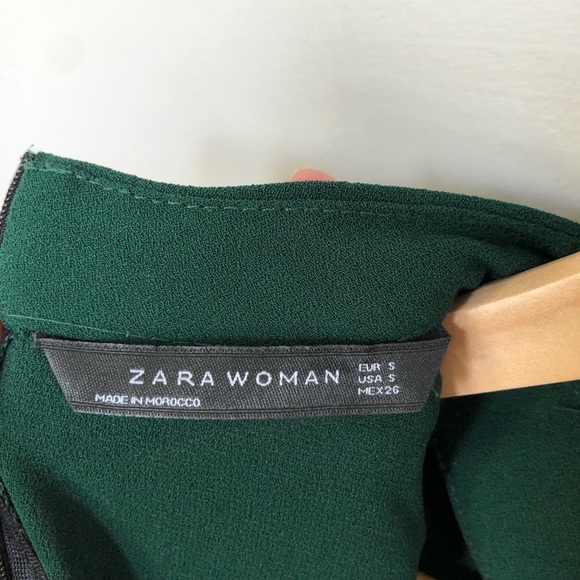 ZARA WOMAN
MADE IN MOROCCO
EUR S
USA S
MEX 26